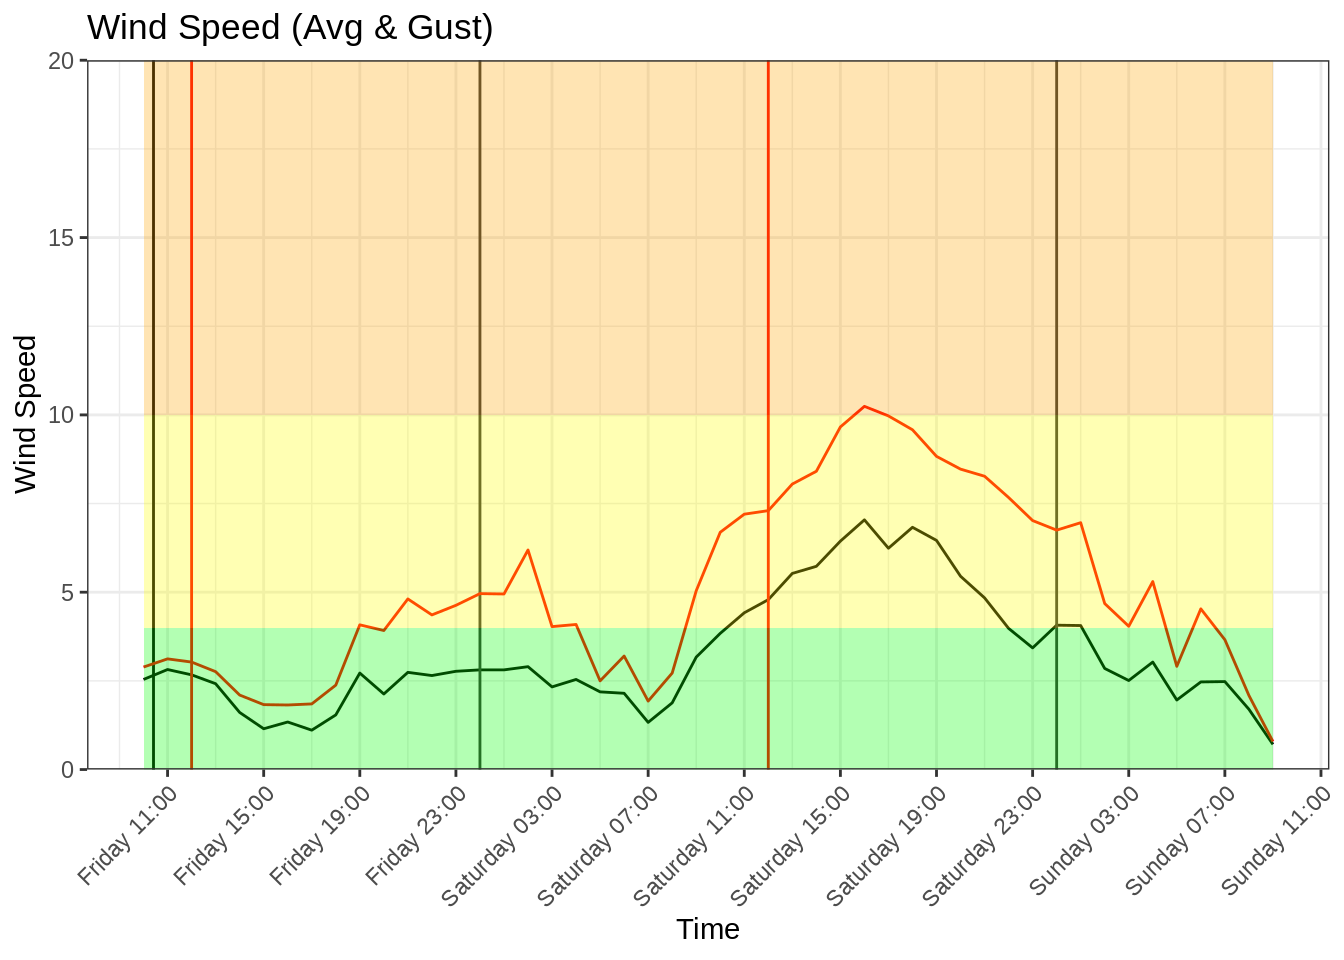 Wind Speed (Avg & Gust)
Wind Speed
20
15
10
5
0
Friday 11:00
Friday 15:00
Friday 19:00
Friday 23:00
Saturday 03:00
Saturday 07:00
Saturday 11:00
Saturday 15:00
Saturday 19:00
Saturday 23:00
Sunday 03:00
Sunday 07:00
Sunday 11:00
Time